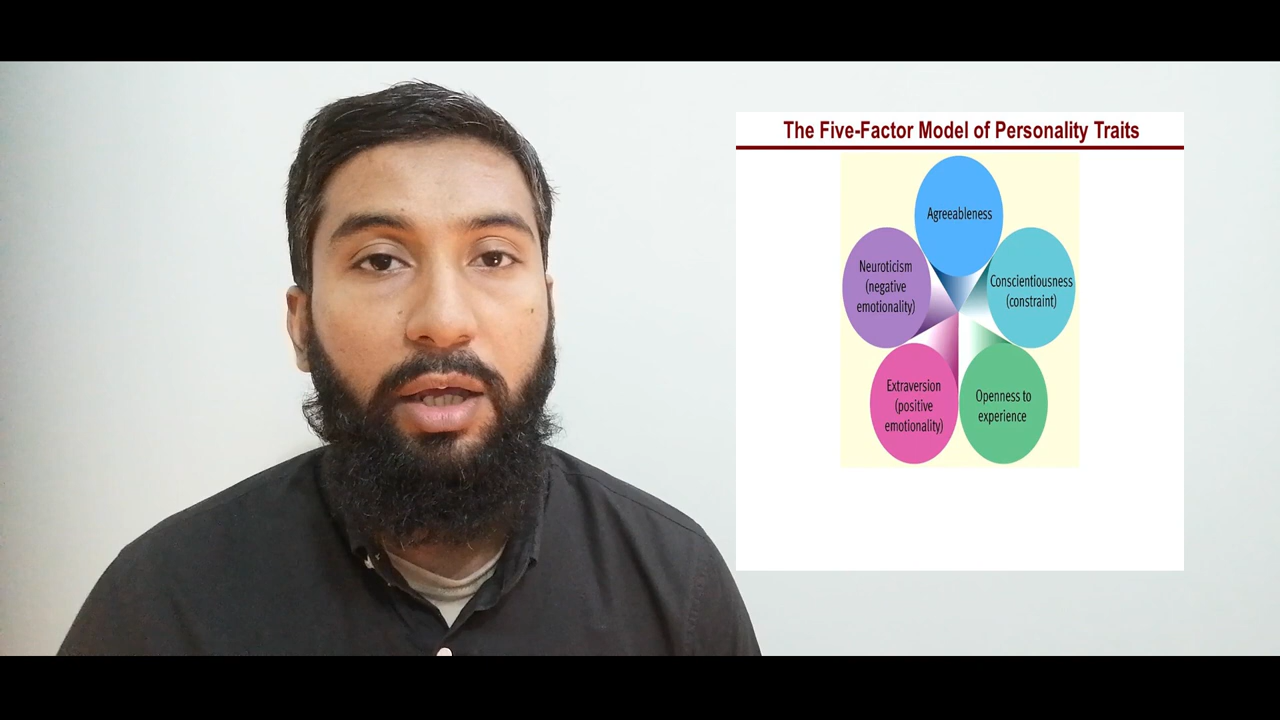 The Five-Factor Model of Personality Traits
Agreeableness
Neuroticism
(negative
emotionality)
Conscientiousness
(constraint)
Extraversion
(positive
emotionality)
Openness to
experience